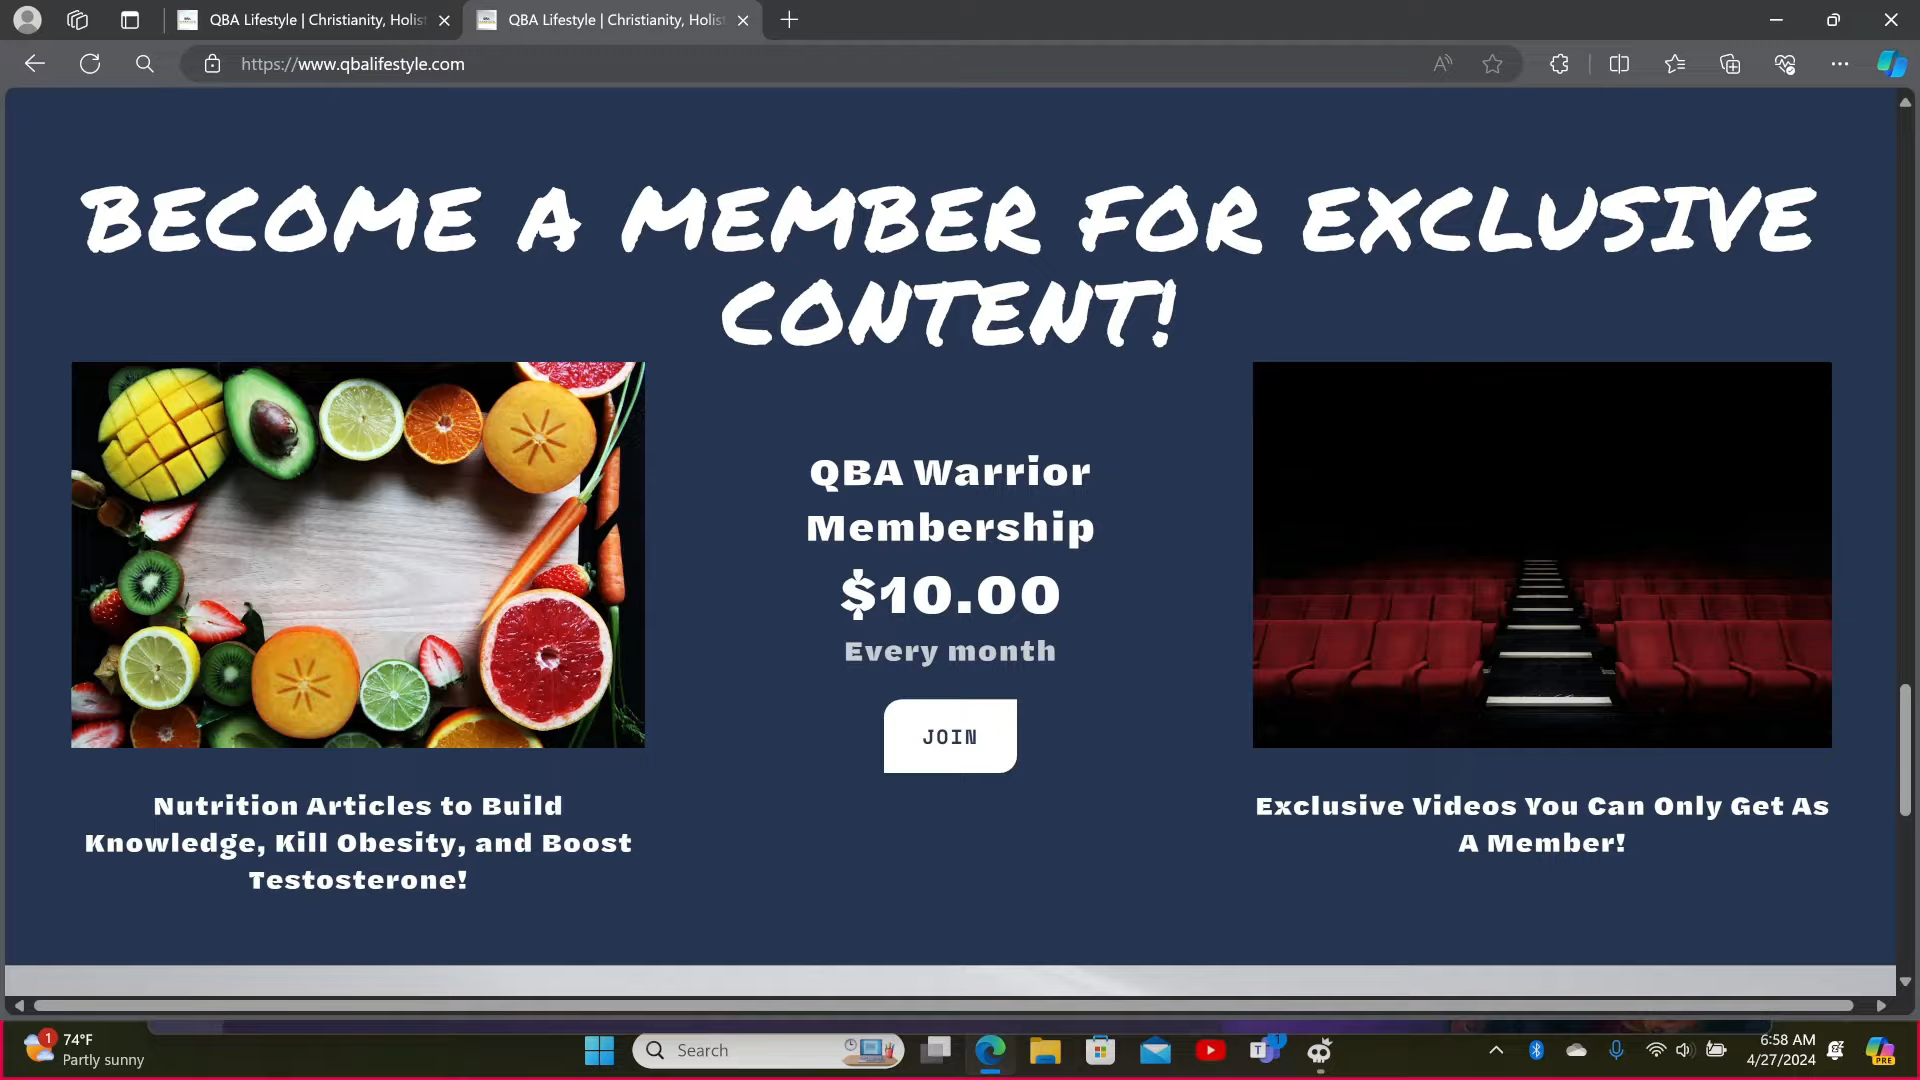 QBA Lifestyle | Christianity, Holist
QBA Lifestyle | Christianity, Holist
https://www.qbalifestyle.com
BECOME A MEMBER FOR EXCLUSIVE
CONTENT!
QBA Warrior
Membership
$10.00
Every month
JOIN
Nutrition Articles to Build
Knowledge, Kill Obesity, and Boost
Testosterone!
Exclusive Videos You Can Only Get As
A Member!
1
74°F
Partly sunny
Search
6:58 AM
4/27/2024
PRE